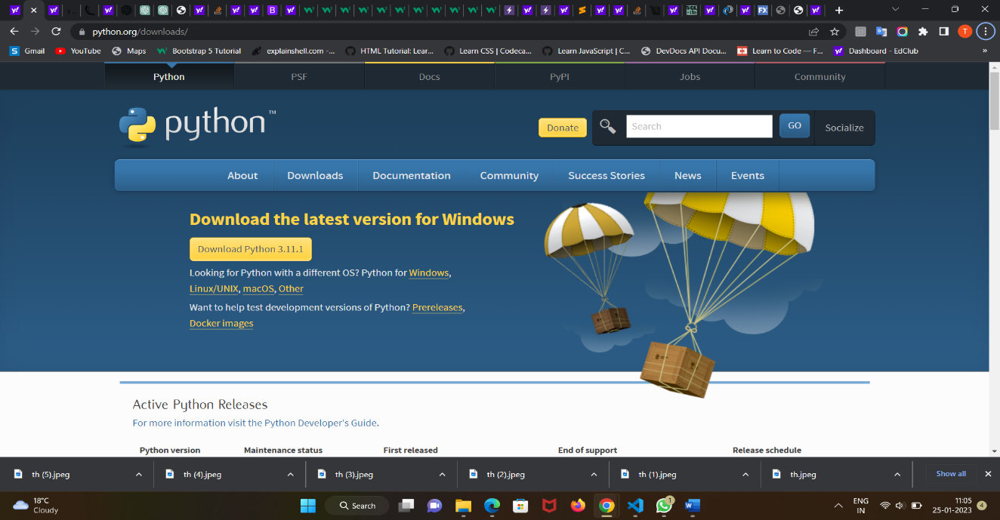 python.org/downloads/
T
S Gmail
YouTube
Maps
Bootstrap 5 Tutorial
explainshell.com -...
HTML Tutorial: Lear...
Learn CSS | Codeca...
Learn JavaScript | C...
DevDocs API Docu...
Learn to Code — F...
Dashboard - EdClub
»
Python
PSF
Docs
PyPI
Jobs
Community
python™
Donate
Search
GO
Socialize
About
Downloads
Documentation
Community
Success Stories
News
Events
Download the latest version for Windows
Download Python 3.11.1
Looking for Python with a different OS? Python for Windows,
Linux/UNIX, macOS, Other
Want to help test development versions of Python? Prereleases,
Docker images
Active Python Releases
For more information visit the Python Developer's Guide.
Python version
Maintenance status
First released
End of support
Release schedule
th (5).jpeg
th (4).jpeg
th (3).jpeg
th (2).jpeg
th (1).jpeg
th.jpeg
Show all
18°C
Cloudy
Search
1
ENG
IN
11:05
25-01-2023
4